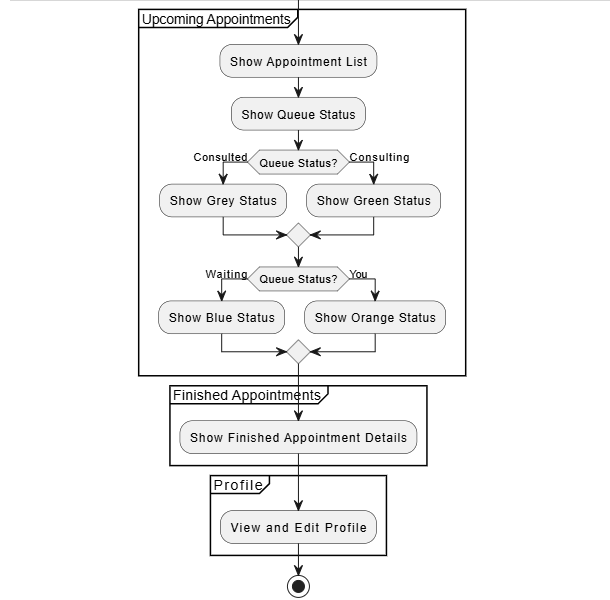 Upcoming Appointments
Show Appointment List
Show Queue Status
Consulted
Queue Status?
Consulting
Show Grey Status
Show Green Status
Waiting
Queue Status?
You
Show Blue Status
Show Orange Status
Finished Appointments
Show Finished Appointment Details
Profile
View and Edit Profile